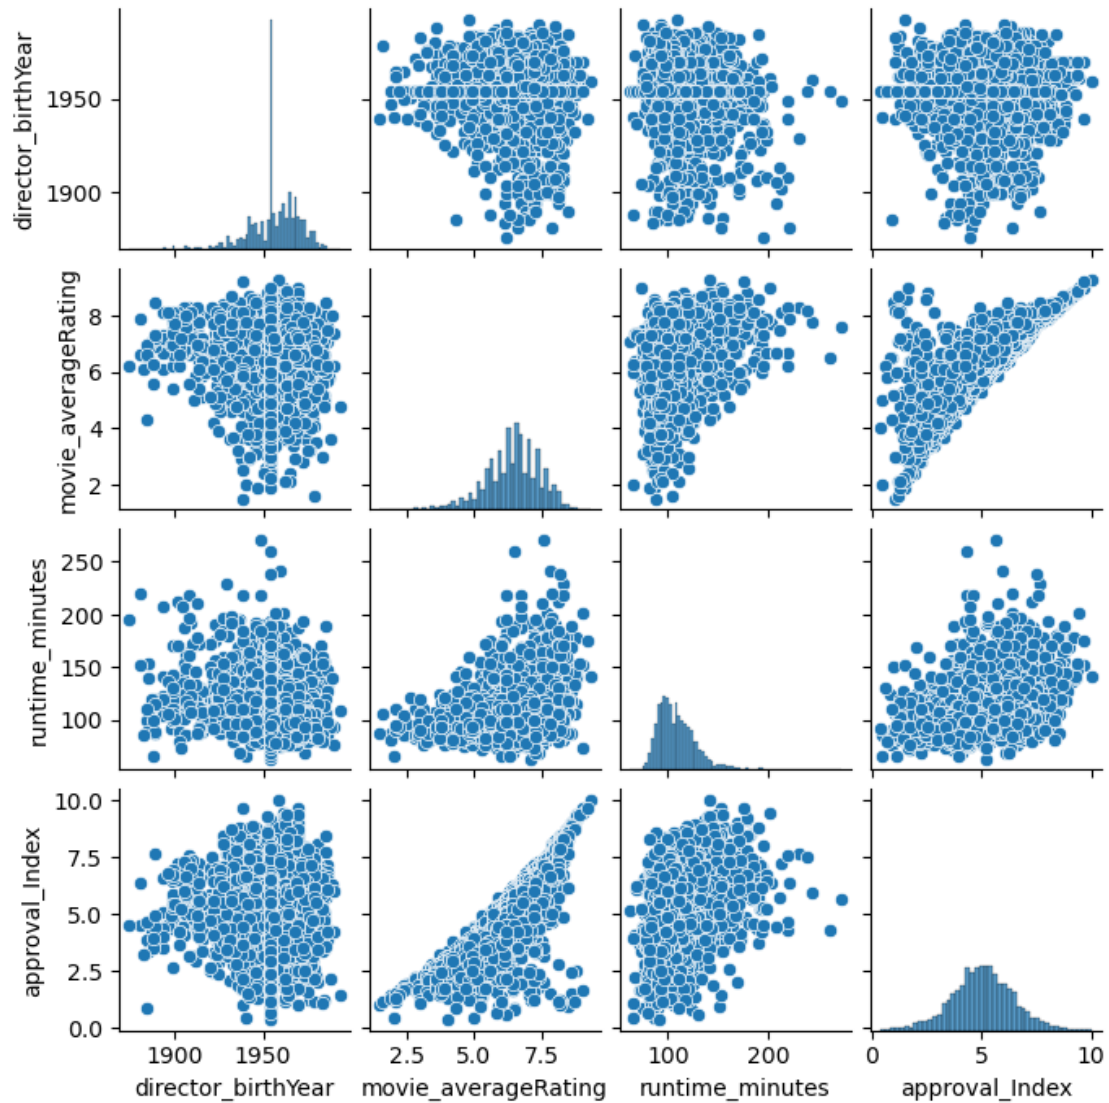 director_birthYear
1950
1900
movie_averageRating
8
6
4
2
runtime_minutes
250
200
150
100
approval_Index
10.0
7.5
5.0
2.5
0.0
1900 1950 2.5 5.0 7.5 100 200 0 5 10
director_birthYear movie_averageRating runtime_minutes approval_Index